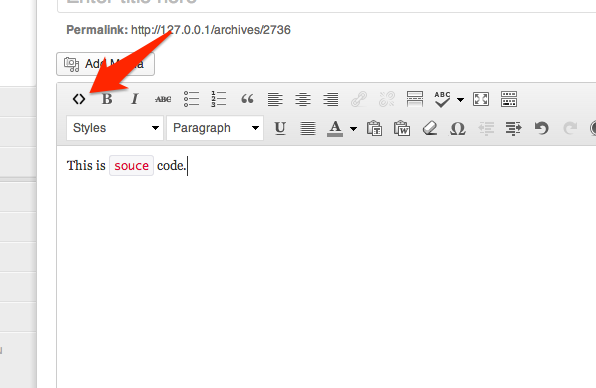 Enter title here
Permalink: http://127.0.0.1/archives/2736
Add Media
B I ABC ABC
Styles Paragraph U A
This is souce code.